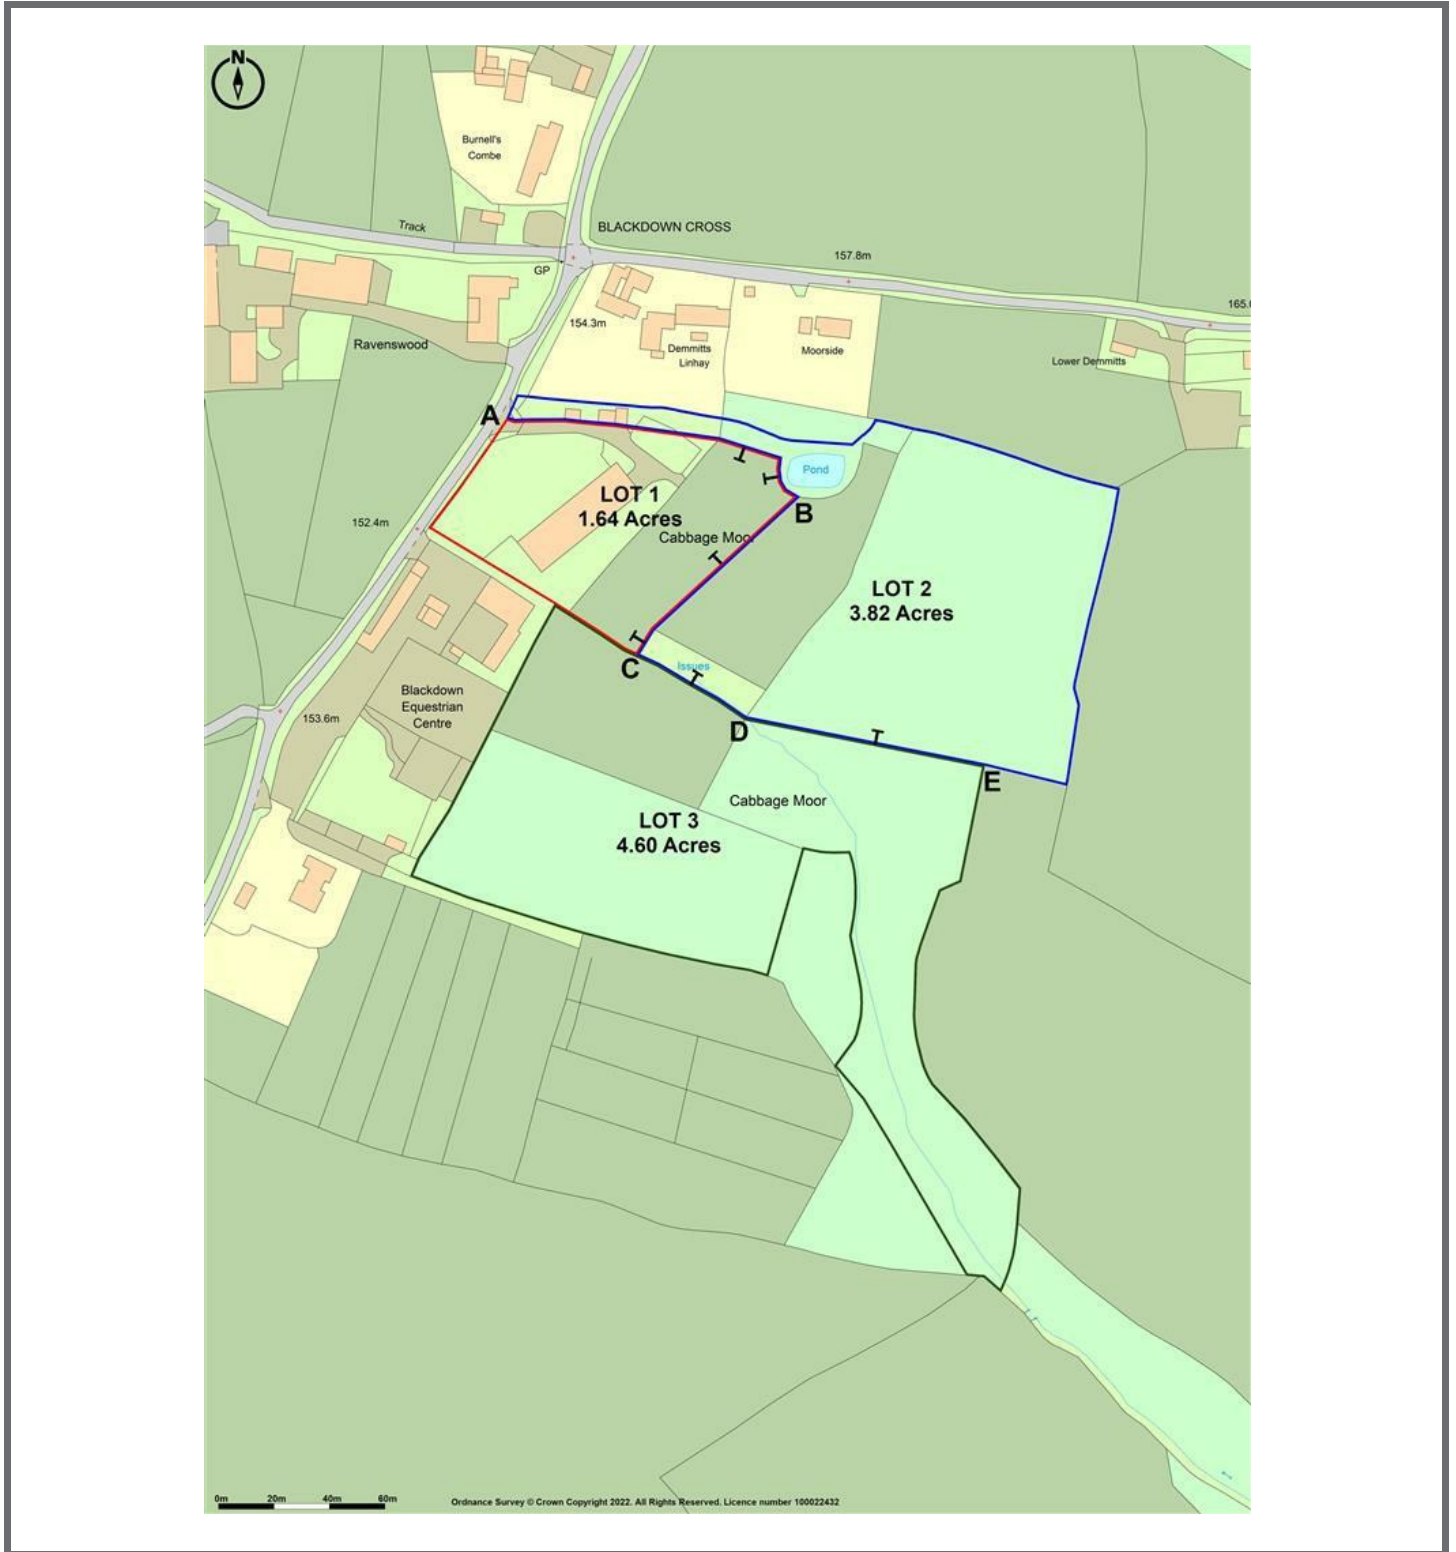 N
Burnell's
Combe
Track
BLACKDOWN CROSS
GP
157.8m
165.
154.3m
Ravenswood
Demmitts
Linhay
Moorside
Lower Demmitts
A
Pond
LOT 1
1.64 Acres
B
152.4m
Cabbage Moor
LOT 2
3.82 Acres
C
Issues
Blackdown
Equestrian
Centre
153.6m
D
E
Cabbage Moor
LOT 3
4.60 Acres
0m 20m 40m 60m
Ordnance Survey © Crown Copyright 2022. All Rights Reserved. Licence number 100022432